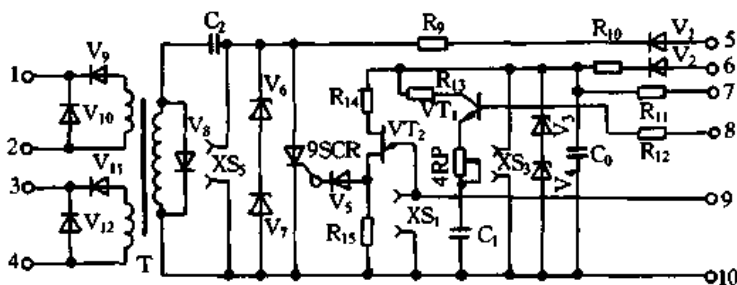 C₂
R₉
R₁₀
V₁
5
V₂
6
1
V₉
V₁₀
2
V₆
R₁₄
R₁₃
VT₁
R₁₁
7
V₈
9SCR
VT₂
V₃
R₁₂
8
V₁₁
3
XS₅
4RP
XS₃
C₀
V₅
V₄
V₁₂
V₇
XS₁
9
R₁₅
C₁
4
T
10